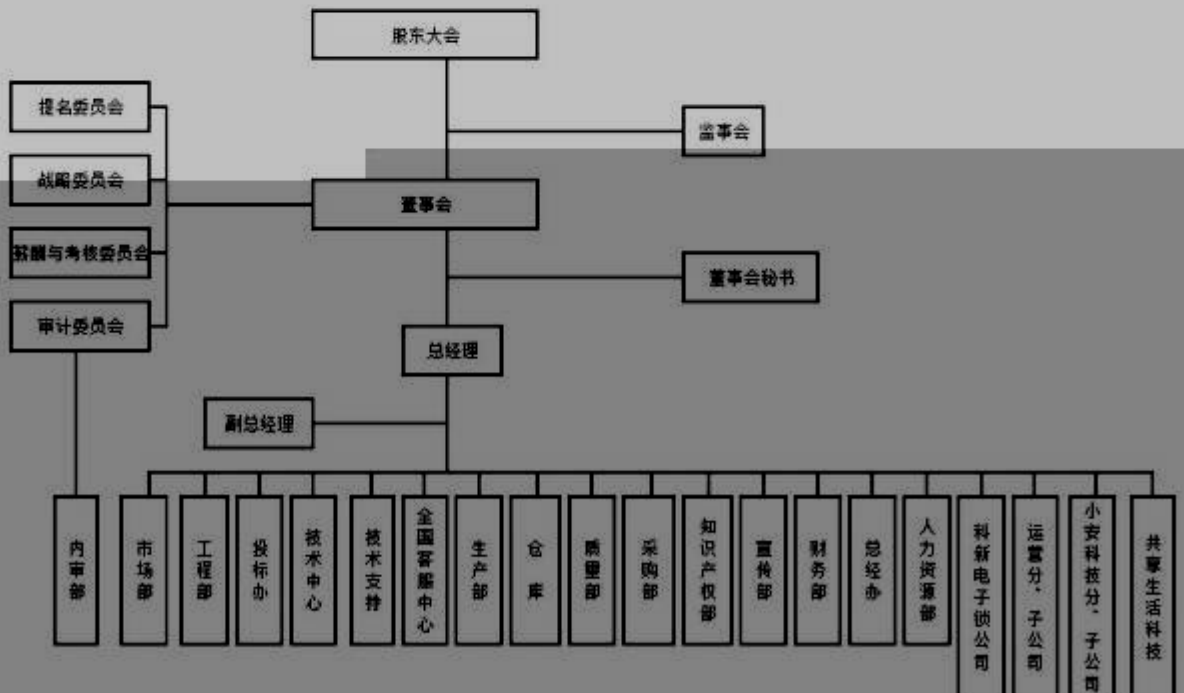 股东大会
提名委员会
监事会
战略委员会
董事会
薪酬与考核委员会
董事会秘书
审计委员会
总经理
副总经理
内审部
市场部
工程部
投标办
技术中心
技术支持
全国客服中心
生产部
仓库
质量部
采购部
知识产权部
宣传部
财务部
总经办
人力资源部
科新电子锁公司
运营分、子公司
小安科技分、子公司
共享生活科技